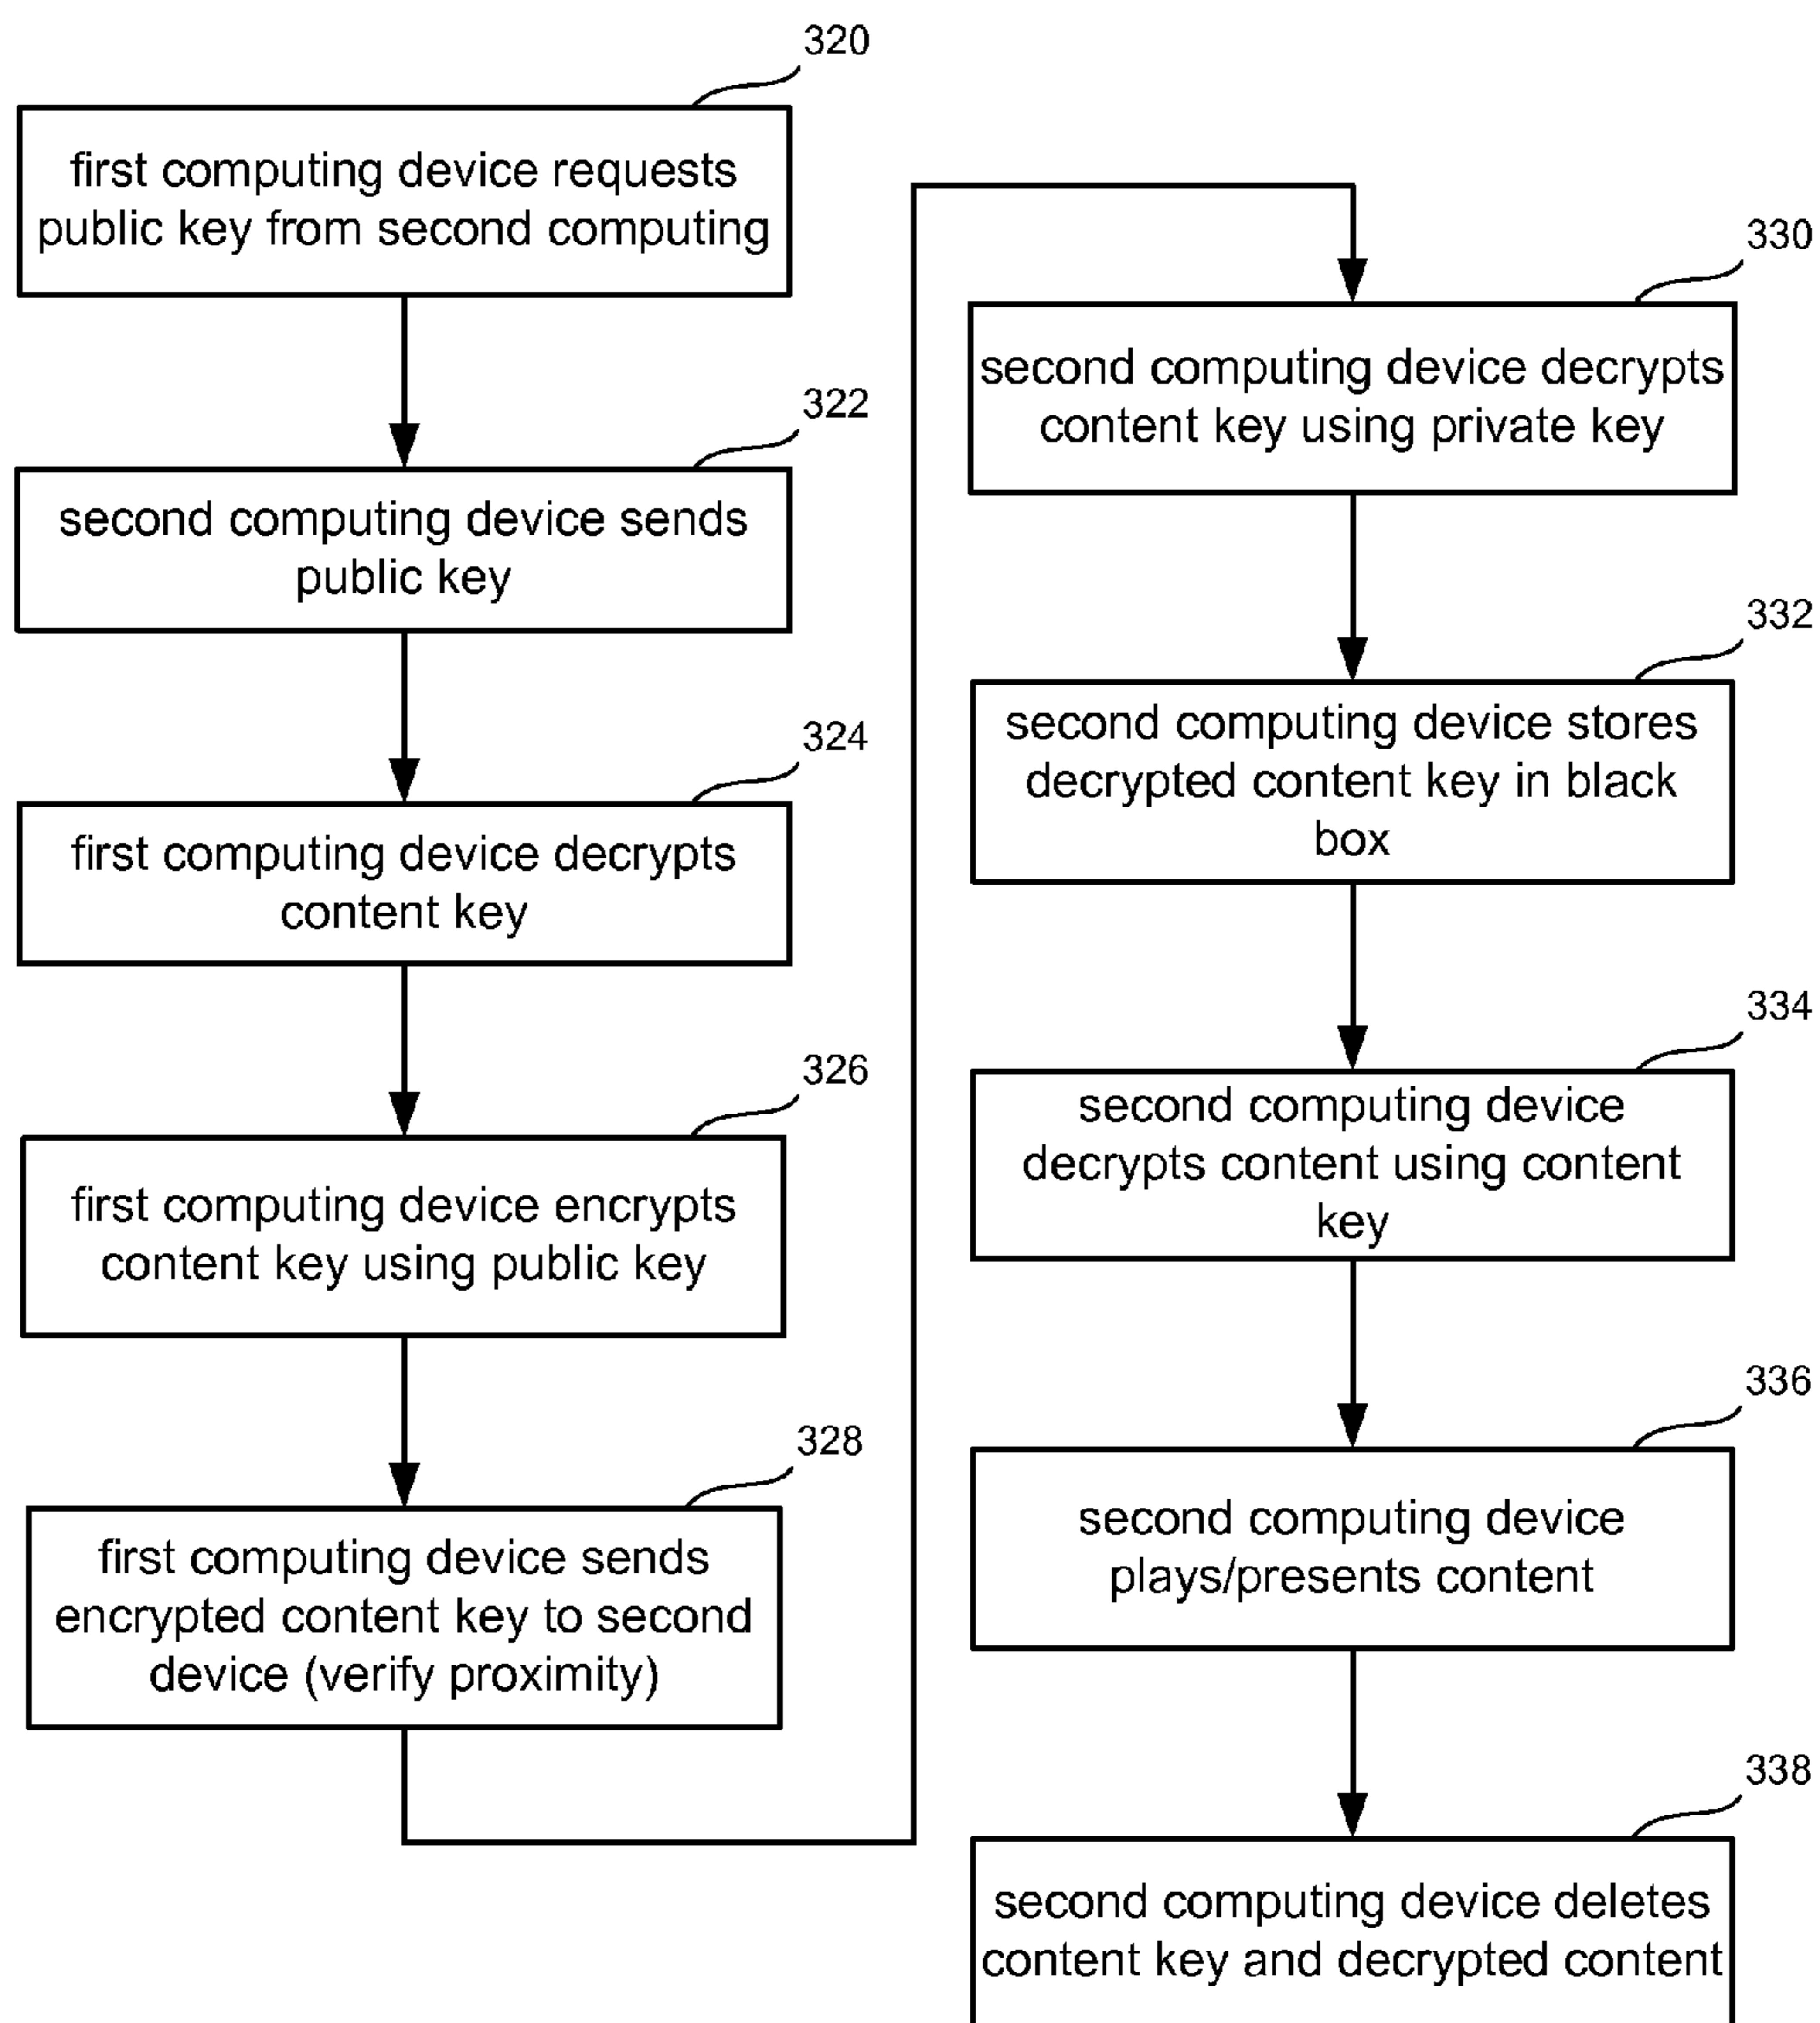 320
first computing device requests
public key from second computing
322
second computing device sends
public key
324
first computing device decrypts
content key
326
first computing device encrypts
content key using public key
328
first computing device sends
encrypted content key to second
device (verify proximity)
330
second computing device decrypts
content key using private key
332
second computing device stores
decrypted content key in black
box
334
second computing device
decrypts content using content
key
336
second computing device
plays/presents content
338
second computing device deletes
content key and decrypted content